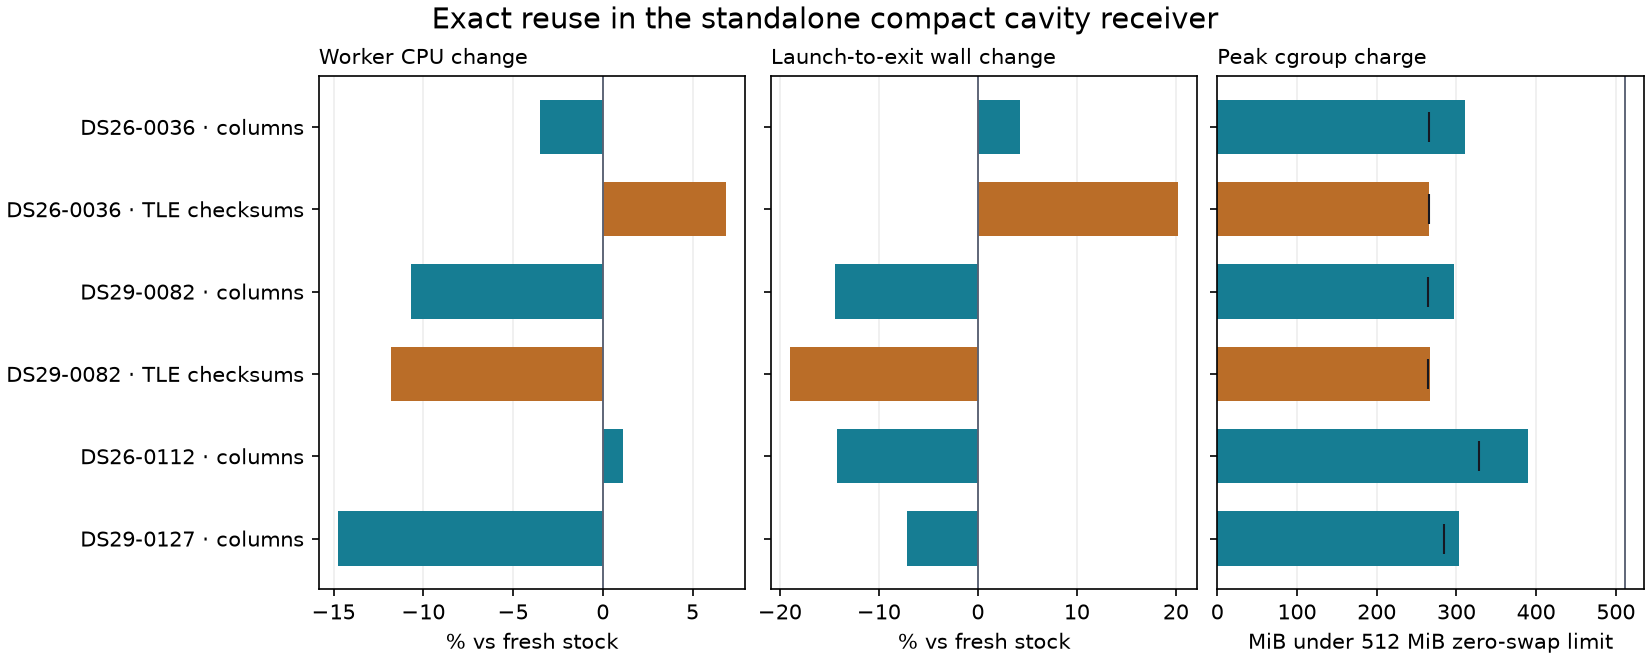 Exact reuse in the standalone compact cavity receiver
Worker CPU change
Launch-to-exit wall change
Peak cgroup charge
DS26-0036 · columns
DS26-0036 · TLE checksums
DS29-0082 · columns
DS29-0082 · TLE checksums
DS26-0112 · columns
DS29-0127 · columns
−15 −10 −5 0 5
−20 −10 0 10 20
0 100 200 300 400 500
% vs fresh stock
% vs fresh stock
MiB under 512 MiB zero-swap limit